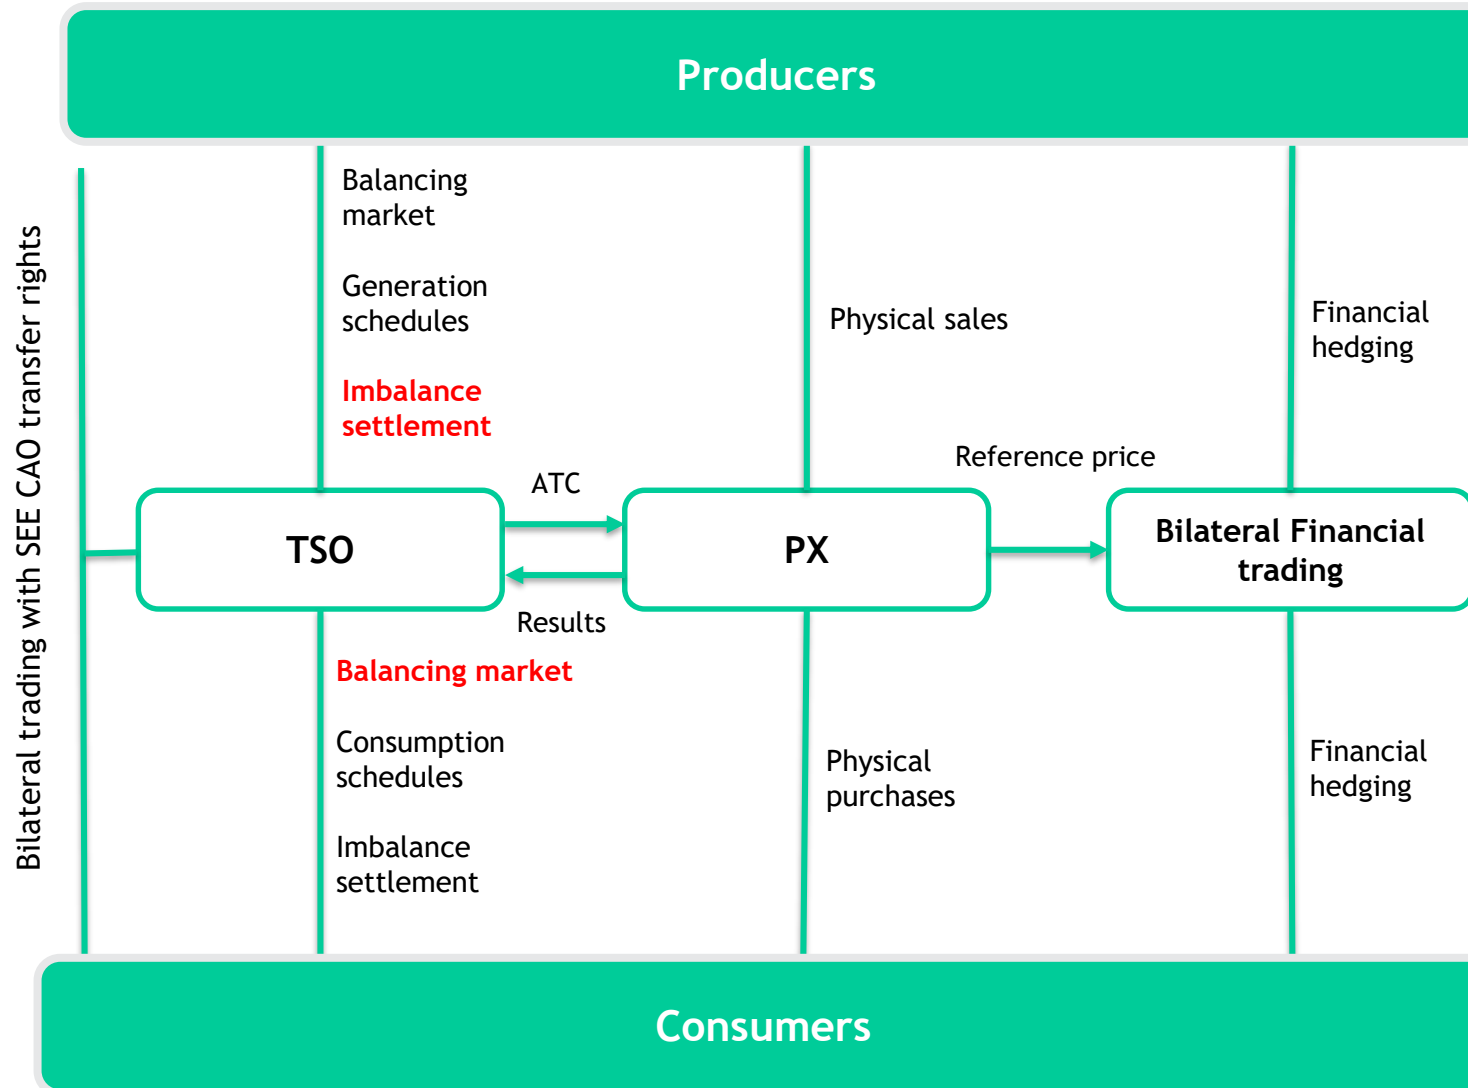 Producers
Bilateral trading with SEE CAO transfer rights
Balancing
market
Generation
schedules
Imbalance
settlement
Physical sales
Financial
hedging
ATC
Reference price
TSO
PX
Bilateral Financial
trading
Results
Balancing market
Consumption
schedules
Imbalance
settlement
Physical
purchases
Financial
hedging
Consumers